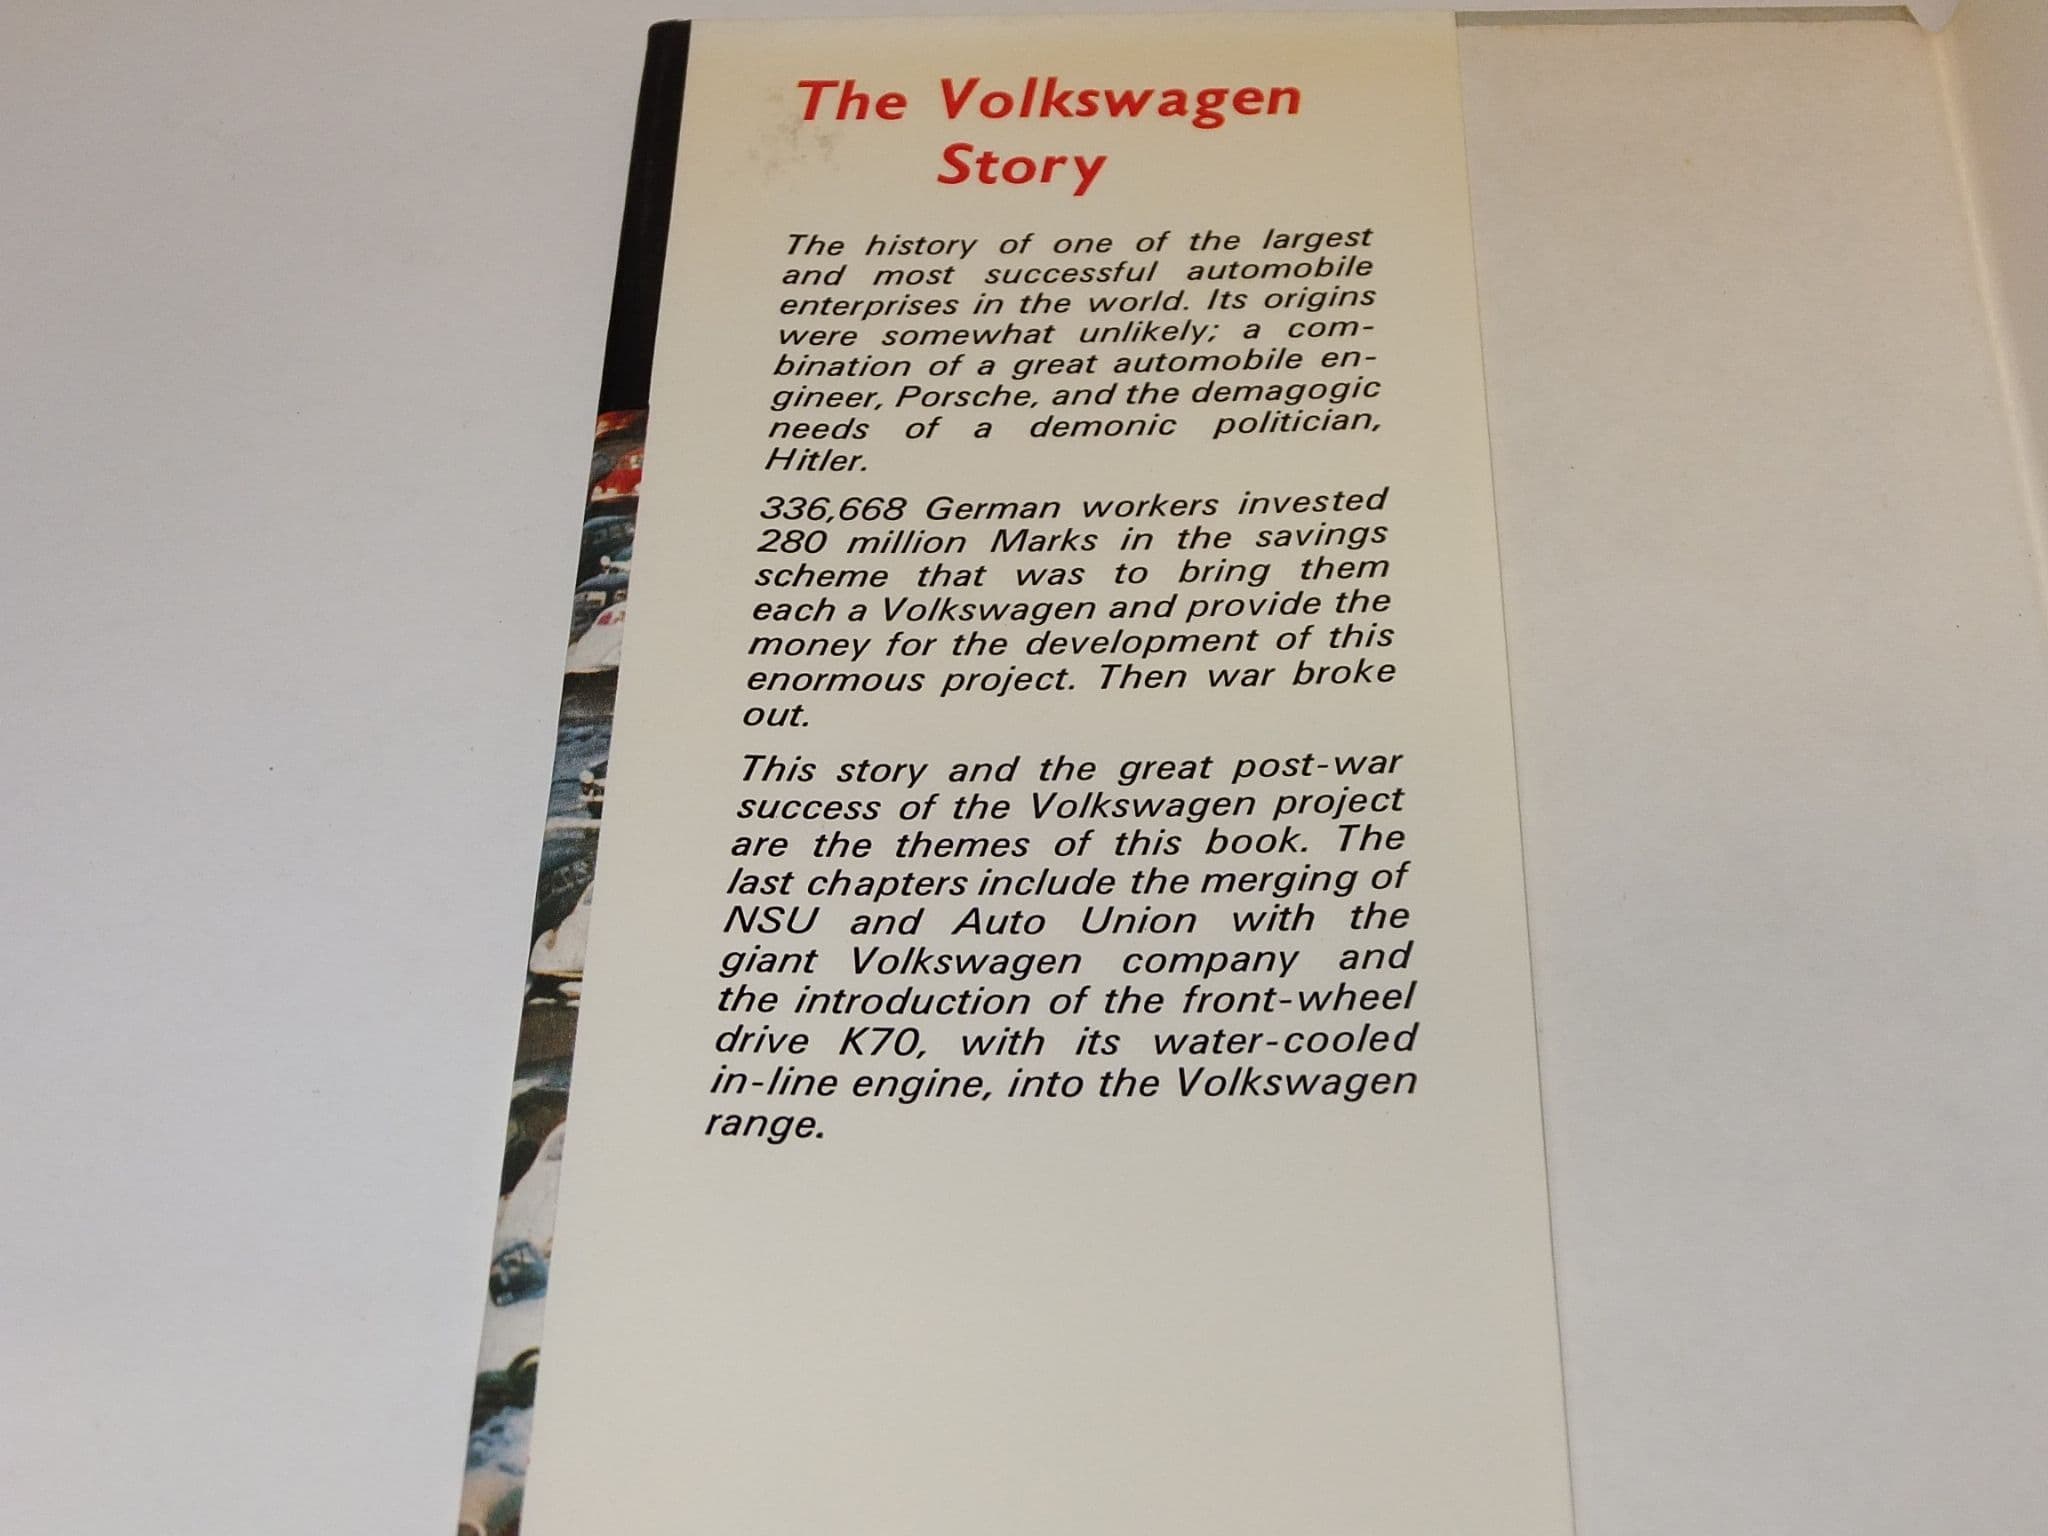 The Volkswagen
Story
The history of one of the largest
and most successful automobile
enterprises in the world. Its origins
were somewhat unlikely; a com-
bination of a great automobile en-
gineer, Porsche, and the demagogic
needs of a demonic politician,
Hitler.
336,668 German workers invested
280 million Marks in the savings
scheme that was to bring them
each a Volkswagen and provide the
money for the development of this
enormous project. Then war broke
out.
This story and the great post-war
success of the Volkswagen project
are the themes of this book. The
last chapters include the merging of
NSU and Auto Union with the
giant Volkswagen company and
the introduction of the front-wheel
drive K70, with its water-cooled
in-line engine, into the Volkswagen
range.